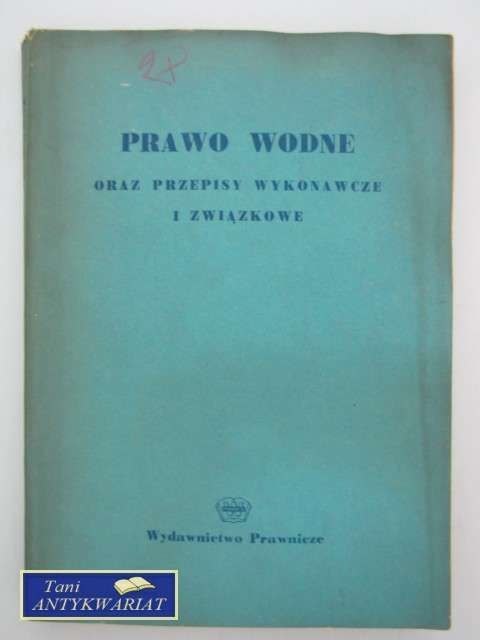 PRAWO WODNE
ORAZ PRZEPISY WYKONAWCZE
I ZWIĄZKOWE
Wydawnictwo Prawnicze
Tani
ANTYKWARIAT